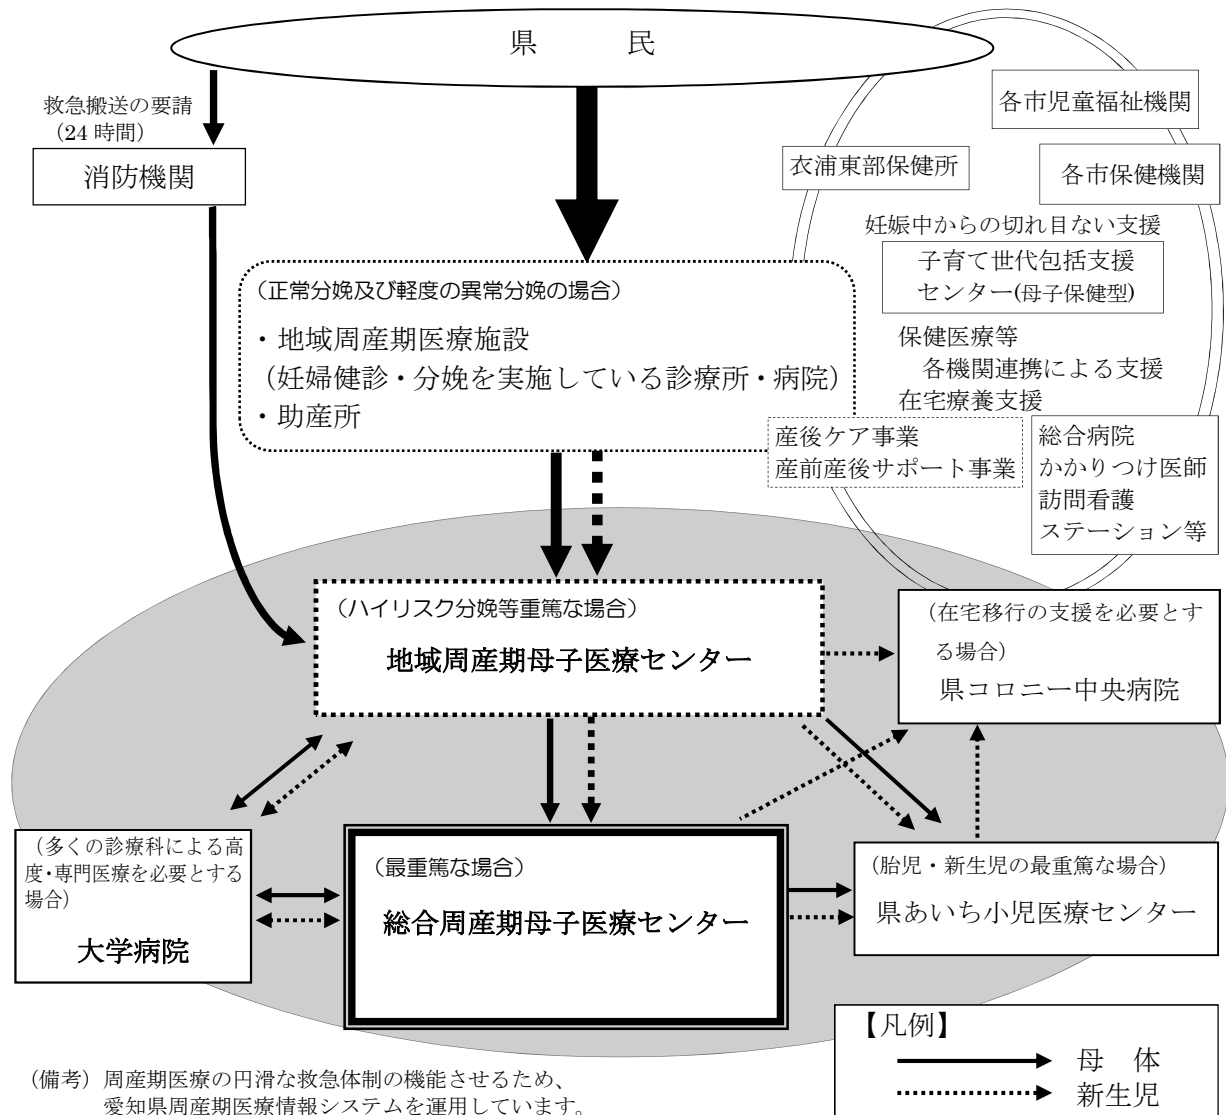 県　　　民
救急搬送の要請
（24 時間）
消防機関
各市児童福祉機関
衣浦東部保健所
各市保健機関
妊娠中からの切れ目ない支援
子育て世代包括支援
センター(母子保健型)
保健医療等
各機関連携による支援
在宅療養支援
産後ケア事業
産前産後サポート事業
総合病院
かかりつけ医師
訪問看護
ステーション等
（正常分娩及び軽度の異常分娩の場合）
・地域周産期医療施設
（妊婦健診・分娩を実施している診療所・病院）
・助産所
（ハイリスク分娩等重篤な場合）
地域周産期母子医療センター
（在宅移行の支援を必要とす
る場合）
県コロニー中央病院
（多くの診療科による高
度・専門医療を必要とする
場合）
大学病院
（最重篤な場合）
総合周産期母子医療センター
（胎児・新生児の最重篤な場合）
県あいち小児医療センター
【凡例】
母　体
新生児
（備考）周産期医療の円滑な救急体制の機能させるため、
愛知県周産期医療情報システムを運用しています。